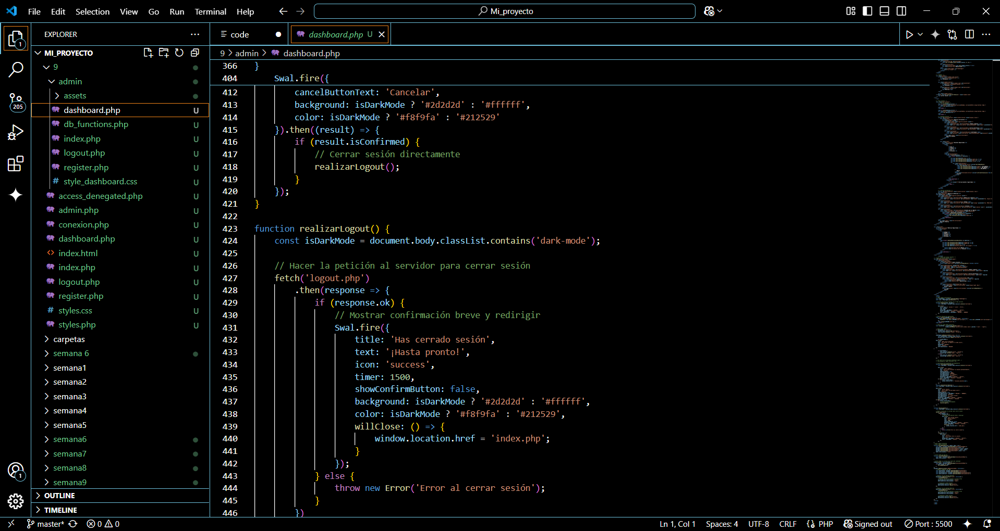 File Edit Selection View Go Run Terminal Help
Mi_proyecto
EXPLORER
MI_PROYECTO
9
admin
assets
dashboard.php U
db_functions.php U
index.php U
logout.php U
register.php U
# style_dashboard.css U
access_denegated.php U
admin.php U
conexion.php U
dashboard.php U
<> index.html U
index.php U
logout.php U
register.php U
# styles.css U
styles.php U
carpetas
semana 6
semana1
semana2
semana3
semana4
semana5
semana6
semana7
semana8
semana9
OUTLINE
TIMELINE
1
205
1
code
dashboard.php U
9 > admin > dashboard.php
366 }
404 Swal.fire({
412 cancelButtonText: 'Cancelar',
413 background: isDarkMode ? '#2d2d2d' : '#ffffff',
414 color: isDarkMode ? '#f8f9fa' : '#212529'
415 }).then((result) => {
416 if (result.isConfirmed) {
417 // Cerrar sesión directamente
418 realizarLogout();
419 }
420 });
421 }
422
423 function realizarLogout() {
424 const isDarkMode = document.body.classList.contains('dark-mode');
425
426 // Hacer la petición al servidor para cerrar sesión
427 fetch('logout.php')
428 .then(response => {
429 if (response.ok) {
430 // Mostrar confirmación breve y redirigir
431 Swal.fire({
432 title: 'Has cerrado sesión',
433 text: '¡Hasta pronto!',
434 icon: 'success',
435 timer: 1500,
436 showConfirmButton: false,
437 background: isDarkMode ? '#2d2d2d' : '#ffffff',
438 color: isDarkMode ? '#f8f9fa' : '#212529',
439 willClose: () => {
440 window.location.href = 'index.php';
441 }
442 });
443 } else {
444 throw new Error('Error al cerrar sesión');
445 }
446 })
master* 0 0
Ln 1, Col 1 Spaces: 4 UTF-8 CRLF PHP Signed out Port : 5500